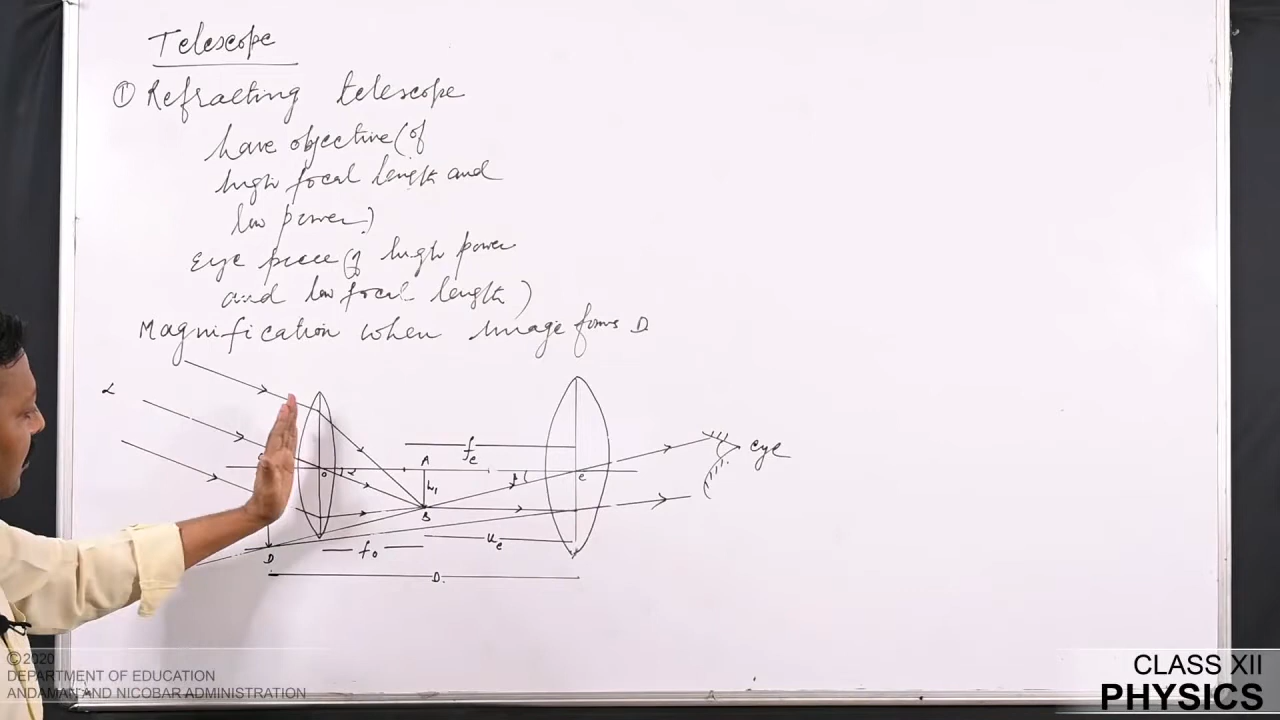 Telescope
① Refracting telescope
have objective (of
high focal length and
low power)
Eye piece (of high power
and low focal length)
Magnification when image forms D
α
fe
A
eye
O
α
β
e
h1
B
ue
fo
D
D
© 2020
DEPARTMENT OF EDUCATION
ANDAMAN AND NICOBAR ADMINISTRATION
CLASS XII
PHYSICS